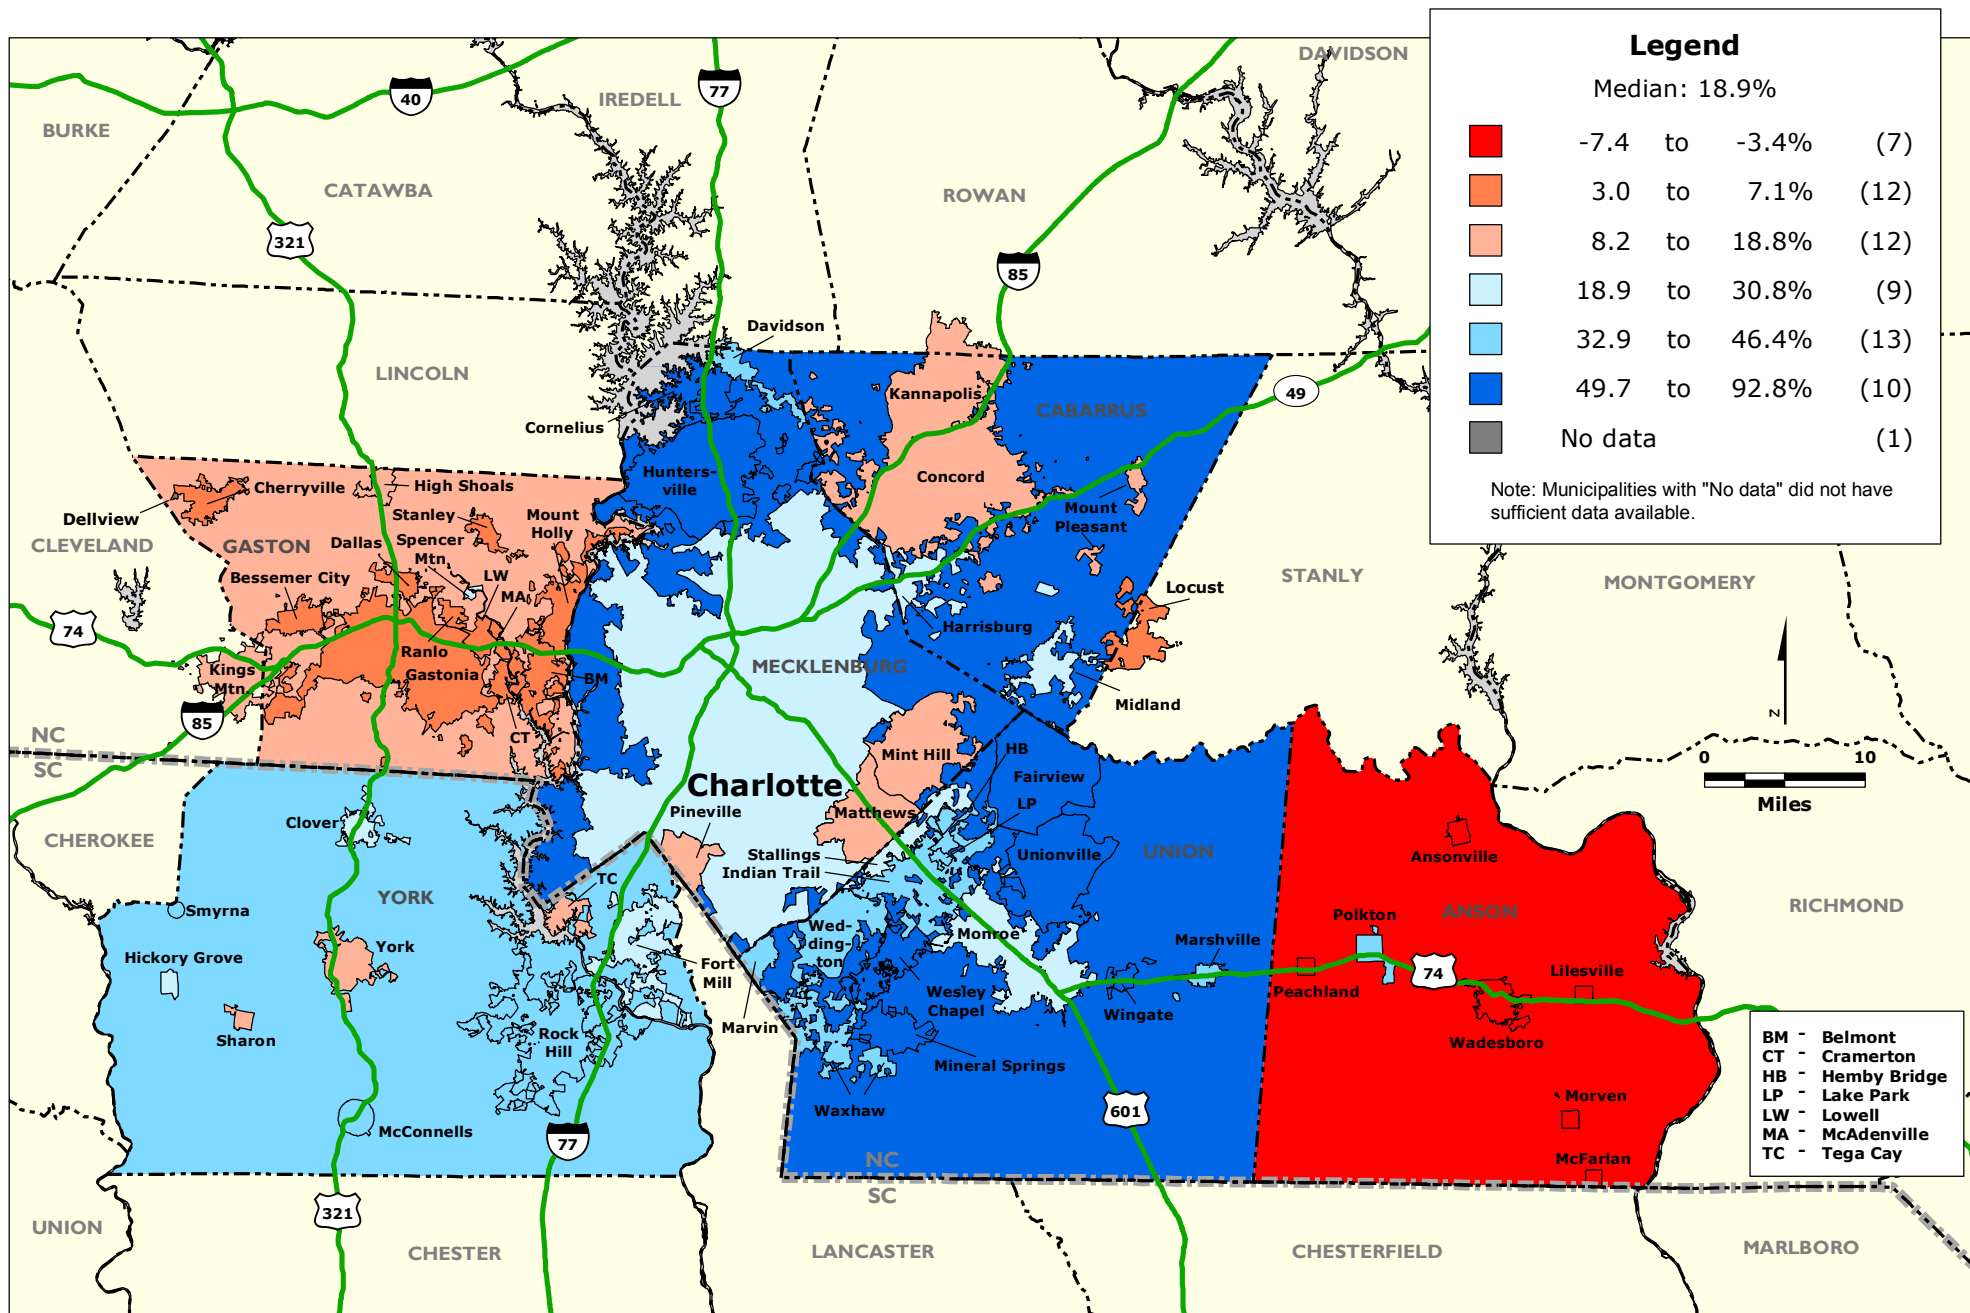 Legend
Median: 18.9%
-7.4 to -3.4% (7)
3.0 to 7.1% (12)
8.2 to 18.8% (12)
18.9 to 30.8% (9)
32.9 to 46.4% (13)
49.7 to 92.8% (10)
No data (1)
Note: Municipalities with "No data" did not have
sufficient data available.
DAVIDSON
40
77
IREDELL
BURKE
CATAWBA
ROWAN
321
85
Davidson
LINCOLN
Kannapolis
49
CABARRUS
Cornelius
Hunters-
ville
Concord
Cherryville
High Shoals
Mount
Pleasant
Dellview
Stanley
Mount
Holly
CLEVELAND
GASTON
Dallas
Spencer
Mtn.
Bessemer City
LW
MA
STANLY
MONTGOMERY
Locust
74
Harrisburg
Ranlo
Gastonia
Kings
Mtn.
BM
MECKLENBURG
Midland
85
CT
N
NC
SC
HB
Mint Hill
Fairview
0 10
Miles
Charlotte
Pineville
Matthews
LP
Clover
CHEROKEE
Stallings
Indian Trail
Unionville
UNION
Ansonville
YORK
TC
Smyrna
Polkton
ANSON
RICHMOND
York
Wed-
ding-
ton
Monroe
Marshville
Hickory Grove
Fort
Mill
74
Lilesville
Peachland
Wesley
Chapel
Wingate
Marvin
Sharon
Rock
Hill
Wadesboro
Mineral Springs
Waxhaw
601
Morven
McConnells
77
McFarlan
NC
SC
BM - Belmont
CT - Cramerton
HB - Hemby Bridge
LP - Lake Park
LW - Lowell
MA - McAdenville
TC - Tega Cay
321
UNION
CHESTER
LANCASTER
CHESTERFIELD
MARLBORO